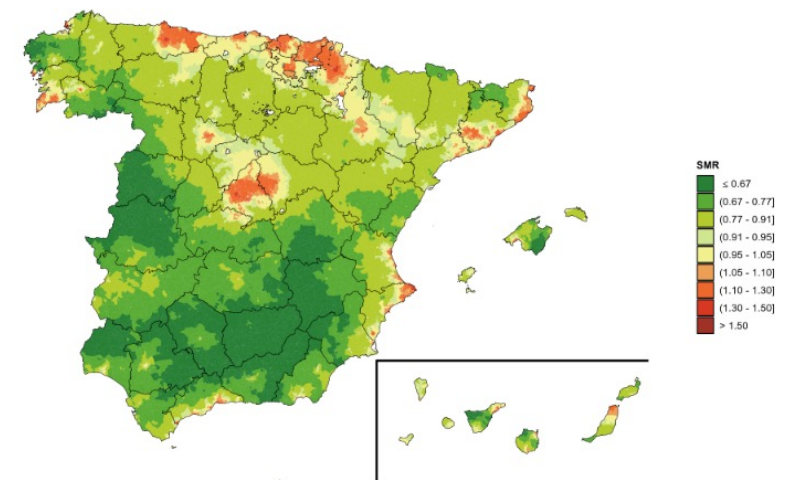 SMR
≤ 0.67
(0.67 - 0.77]
(0.77 - 0.91]
(0.91 - 0.95]
(0.95 - 1.05]
(1.05 - 1.10]
(1.10 - 1.30]
(1.30 - 1.50]
> 1.50